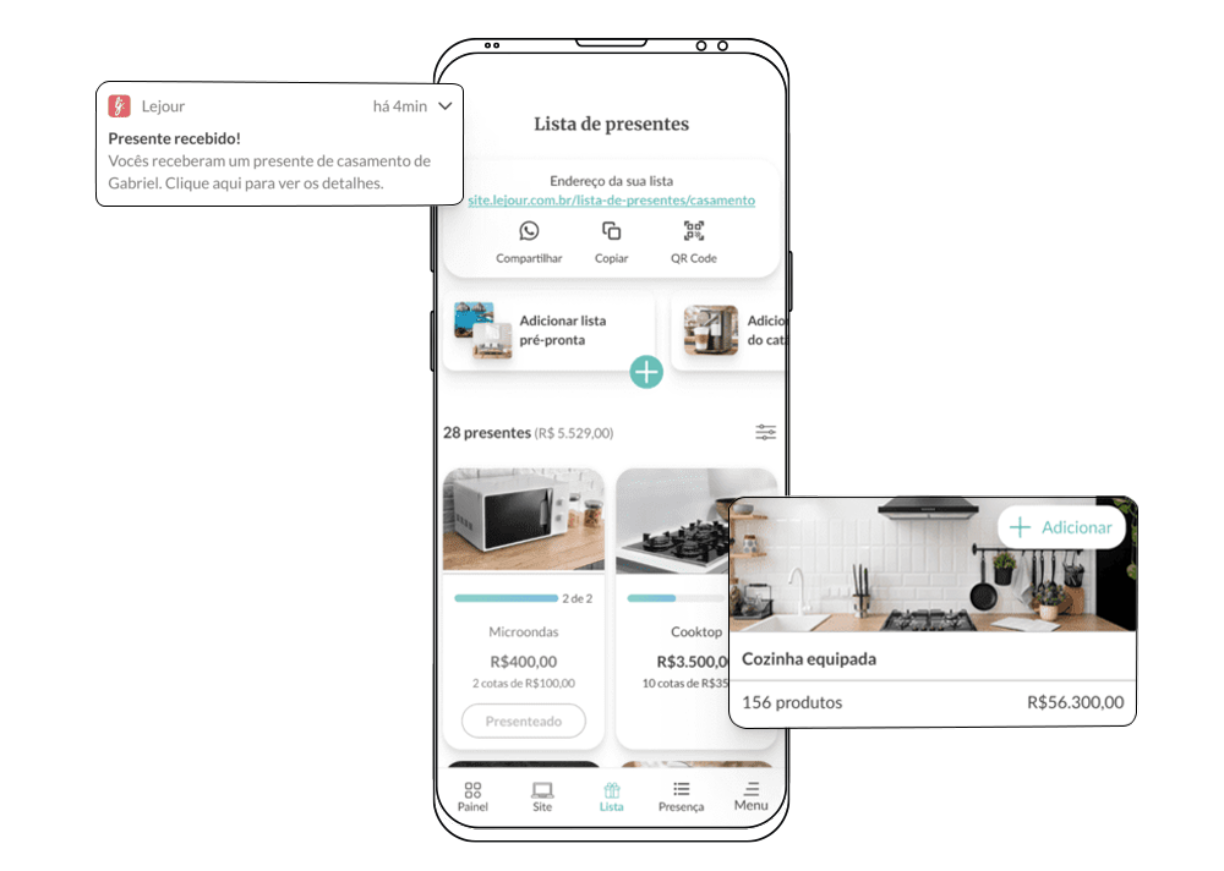 Lejour
há 4min
Presente recebido!
Vocês receberam um presente de casamento de
Gabriel. Clique aqui para ver os detalhes.
Lista de presentes
Endereço da sua lista
site.lejour.com.br/lista-de-presentes/casamento
Compartilhar
Copiar
QR Code
Adicionar lista
pré-pronta
Adicio
do cat
28 presentes (R$ 5.529,00)
2 de 2
Microondas
R$400,00
2 cotas de R$100,00
Presenteado
Cooktop
R$3.500,0
10 cotas de R$35
+ Adicionar
Cozinha equipada
156 produtos
R$56.300,00
Painel
Site
Lista
Presença
Menu